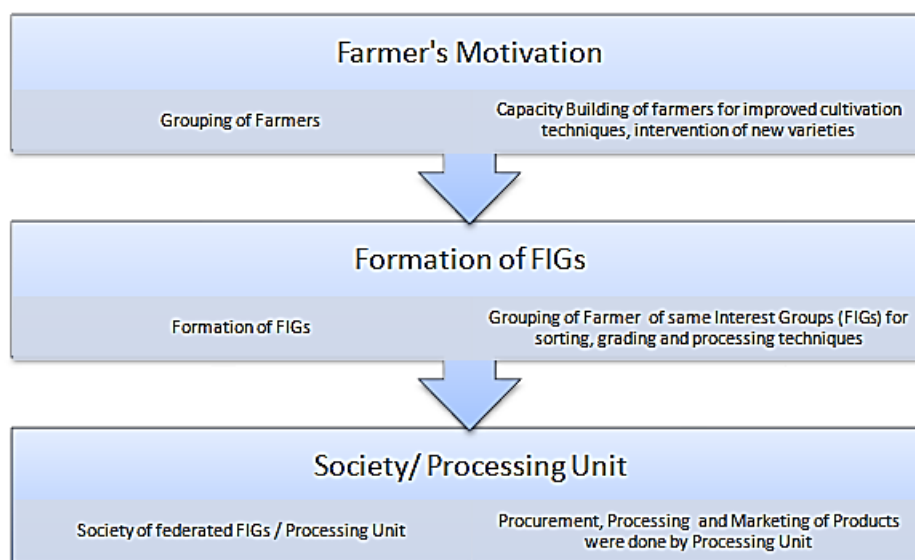 Farmer's Motivation
Grouping of Farmers
Capacity Building of farmers for improved cultivation
techniques, intervention of new varieties
Formation of FIGs
Formation of FIGs
Grouping of Farmer of same Interest Groups (FIGs) for
sorting, grading and processing techniques
Society/ Processing Unit
Society of federated FIGs / Processing Unit
Procurement, Processing and Marketing of Products
were done by Processing Unit